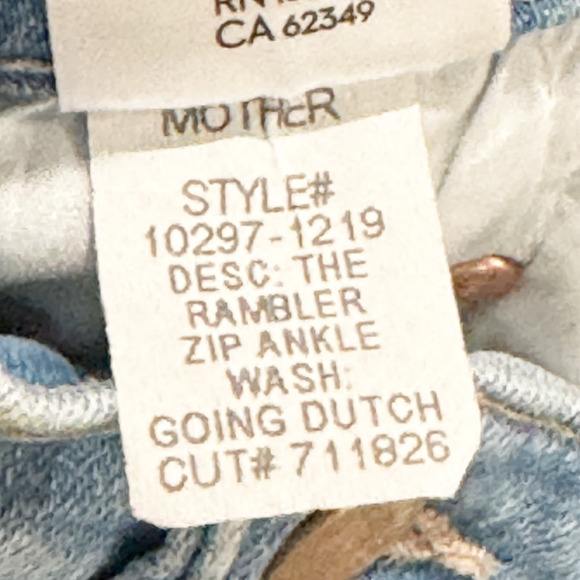 CA 62349
MOTHER
STYLE#
10297-1219
DESC: THE
RAMBLER
ZIP ANKLE
WASH:
GOING DUTCH
CUT# 711826